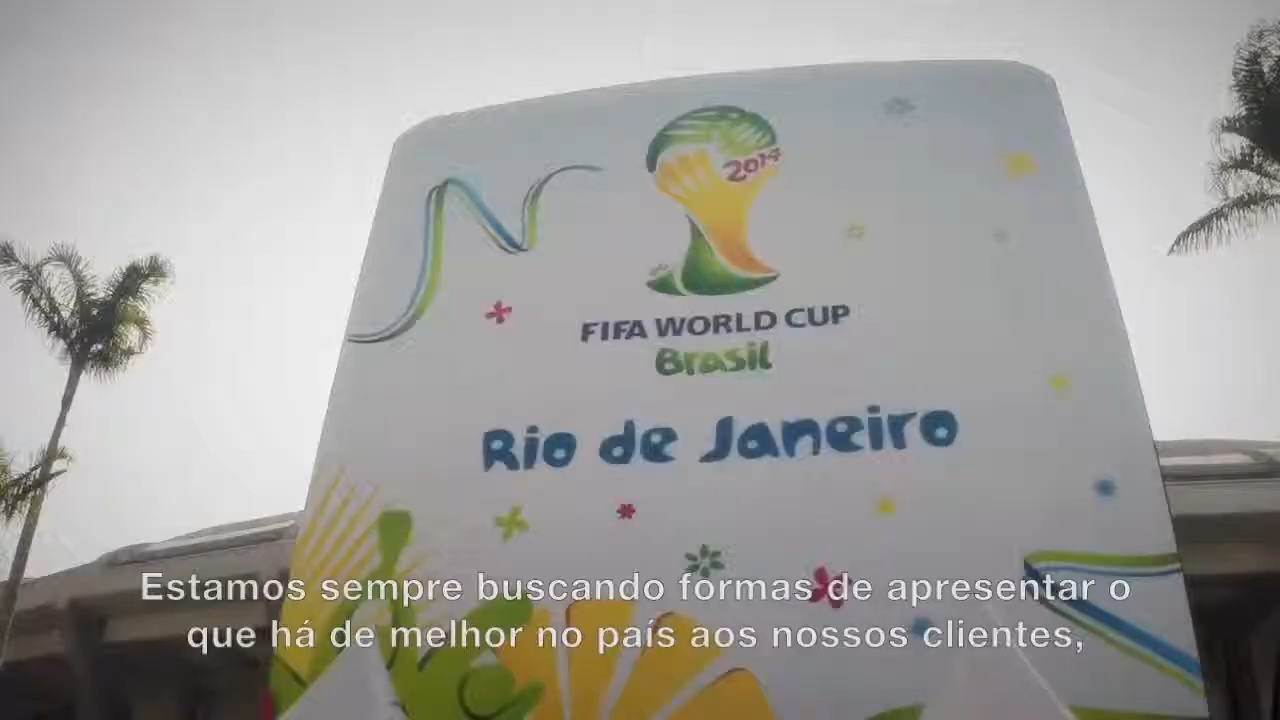 2014
FIFA WORLD CUP
Brasil
Rio de Janeiro
Estamos sempre buscando formas de apresentar o
que há de melhor no país aos nossos clientes,